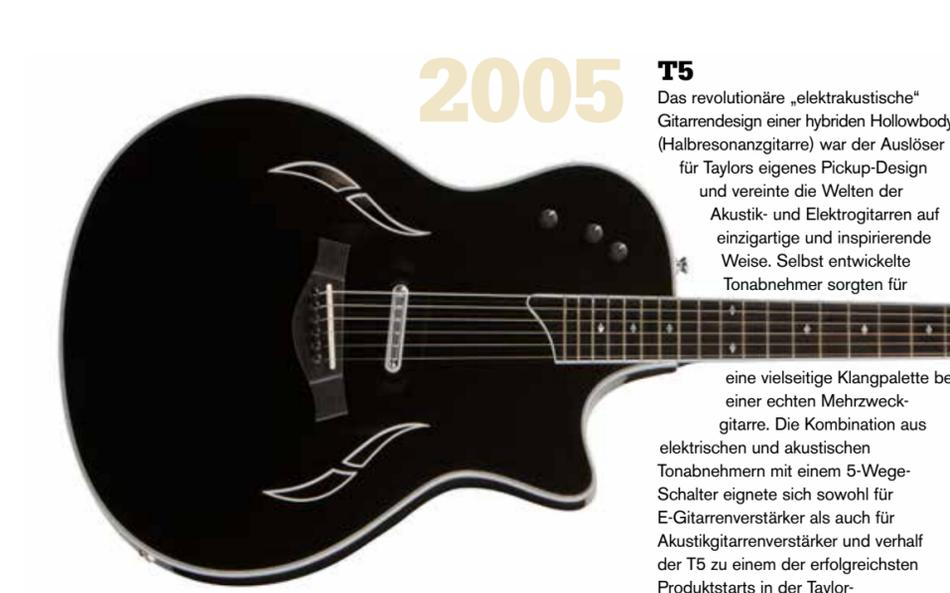 2005
T5
Das revolutionäre „elektrakustische“
Gitarrendesign einer hybriden Hollowbody
(Halbresonanzgitarre) war der Auslöser
für Taylors eigenes Pickup-Design
und vereinte die Welten der
Akustik- und Elektrogitarren auf
einzigartige und inspirierende
Weise. Selbst entwickelte
Tonabnehmer sorgten für
eine vielseitige Klangpalette be
einer echten Mehrzweck-
gitarre. Die Kombination aus
elektrischen und akustischen
Tonabnehmern mit einem 5-Wege-
Schalter eignete sich sowohl für
E-Gitarrenverstärker als auch für
Akustikgitarrenverstärker und verhalf
der T5 zu einem der erfolgreichsten
Produktstarts in der Taylor-